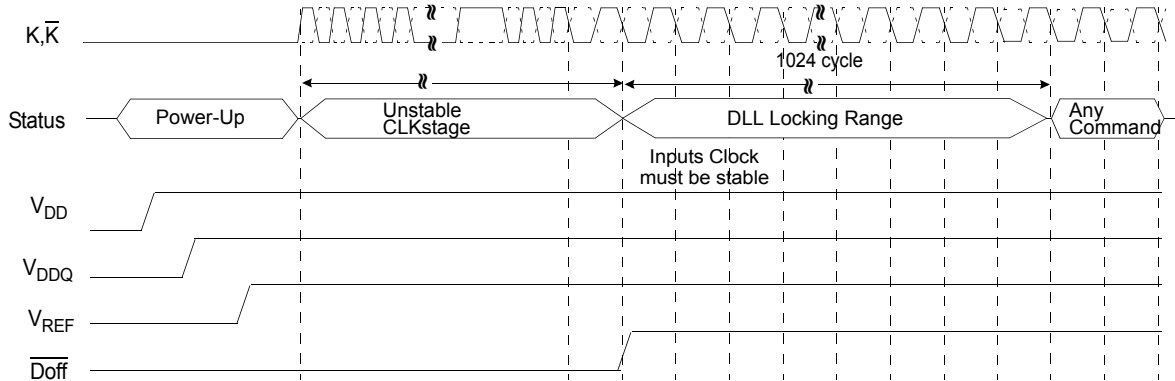 K,K̅
1024 cycle
Status
Power-Up
Unstable
CLKstage
DLL Locking Range
Any
Command
Inputs Clock
must be stable
VDD
VDDQ
VREF
D̅o̅f̅f̅